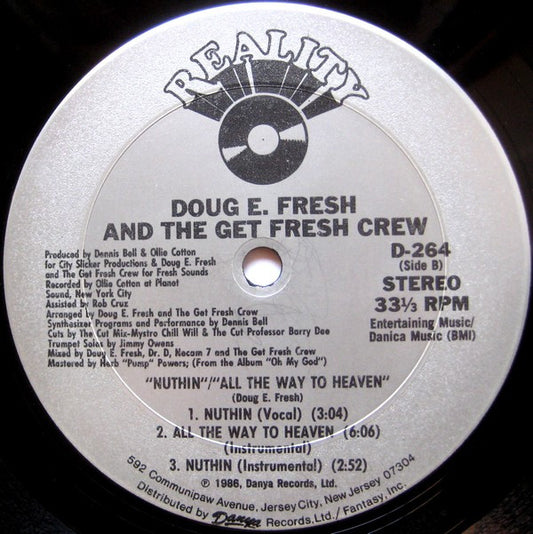 REALITY
DOUG E. FRESH
AND THE GET FRESH CREW
Produced by Dennis Bell & Ollie Cotton
for City Slicker Productions & Doug E. Fresh
and The Get Fresh Crew for Fresh Sounds
Recorded by Ollie Cotton at Planet
Sound, New York City
Assisted by Rob Cruz
Arranged by Doug E. Fresh and The Get Fresh Crew
Synthesizer Programs and Performance by Dennis Bell
Cuts by The Cut Mix-Mystro Chill Will & The Cut Professor Barry Dee
Trumpet Solos by Jimmy Owens
Mixed by Doug E. Fresh, Dr. D, Necam 7 and The Get Fresh Crew
Mastered by Herb "Pump" Powers; (From the Album "Oh My God")
D-264
(Side B)
STEREO
33⅓ RPM
Entertaining Music/
Danica Music (BMI)
"NUTHIN"/"ALL THE WAY TO HEAVEN"
(Doug E. Fresh)
1. NUTHIN (Vocal) (3:04)
2. ALL THE WAY TO HEAVEN (6:06)
(Instrumental)
3. NUTHIN (Instrumental) (2:52)
℗ 1986, Danya Records, Ltd.
592 Communipaw Avenue, Jersey City, New Jersey 07304
Distributed by Danya Records, Ltd./Fantasy, Inc.